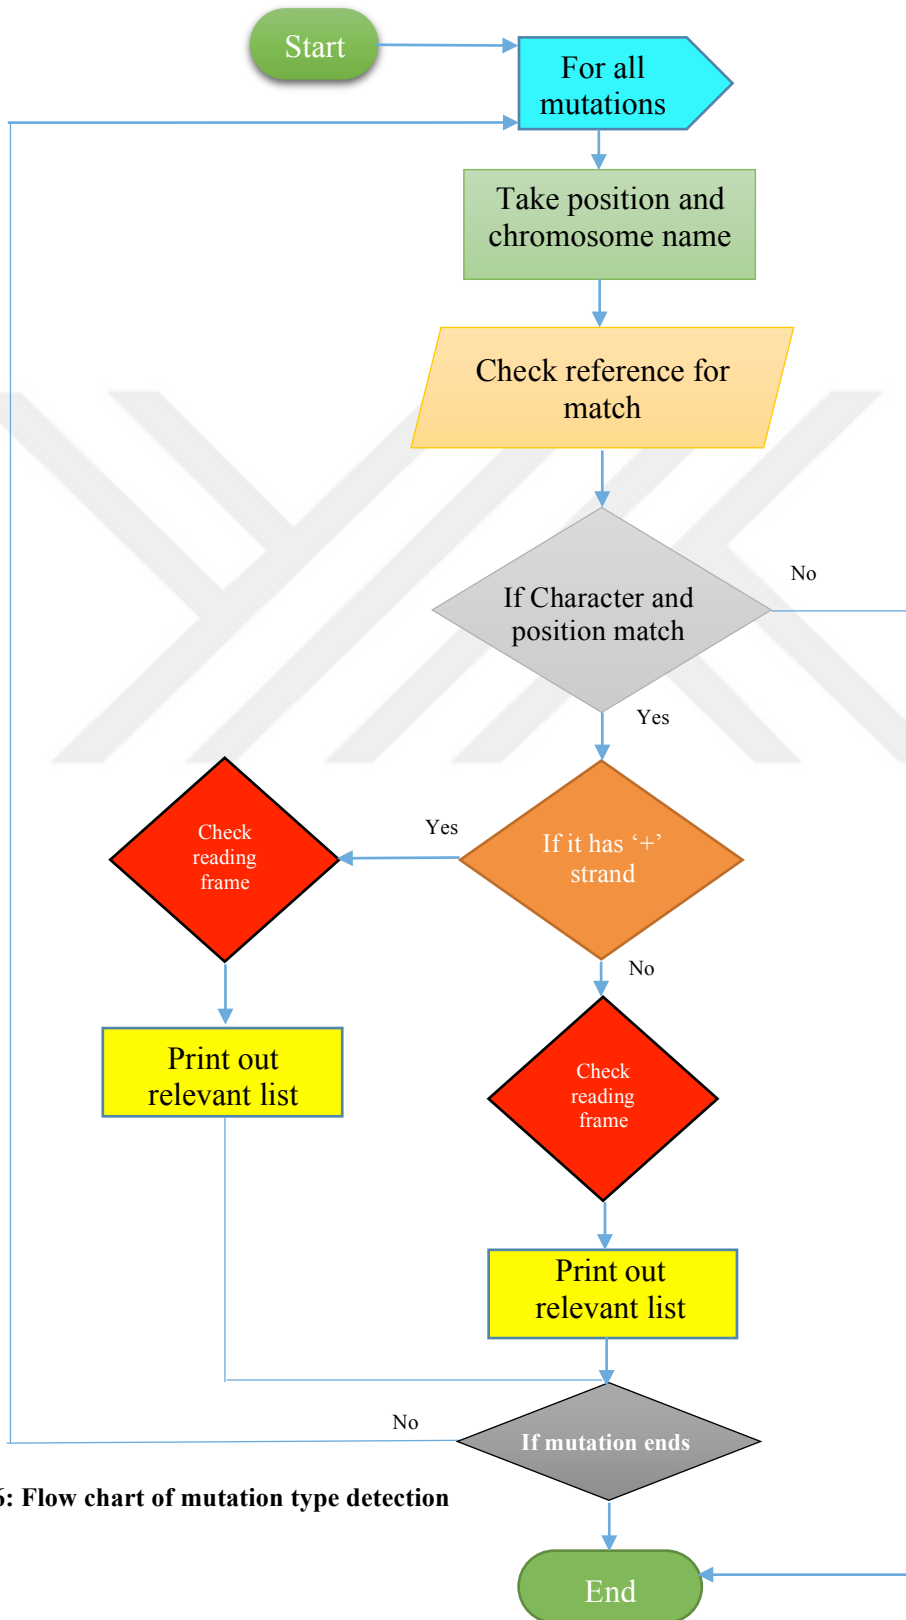 Start
For all
mutations
Take position and
chromosome name
Check reference for
match
No
If Character and
position match
Yes
Yes
If it has ‘+’
strand
Check
reading
frame
No
Print out
relevant list
Check
reading
frame
Print out
relevant list
No
If mutation ends
: Flow chart of mutation type detection
End